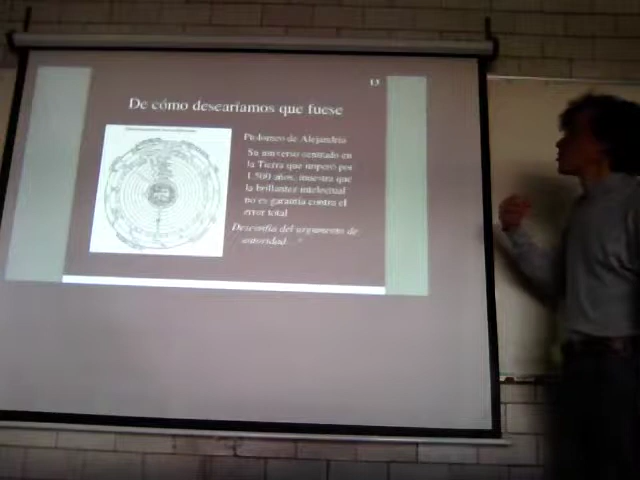 13
De cómo desearíamos que fuese
Ptolomeo de Alejandría
Su universo centrado en
la Tierra que imperó por
1.500 años, muestra que
la brillantez intelectual
no es garantía contra el
error total
Desconfía del argumento de
autoridad...